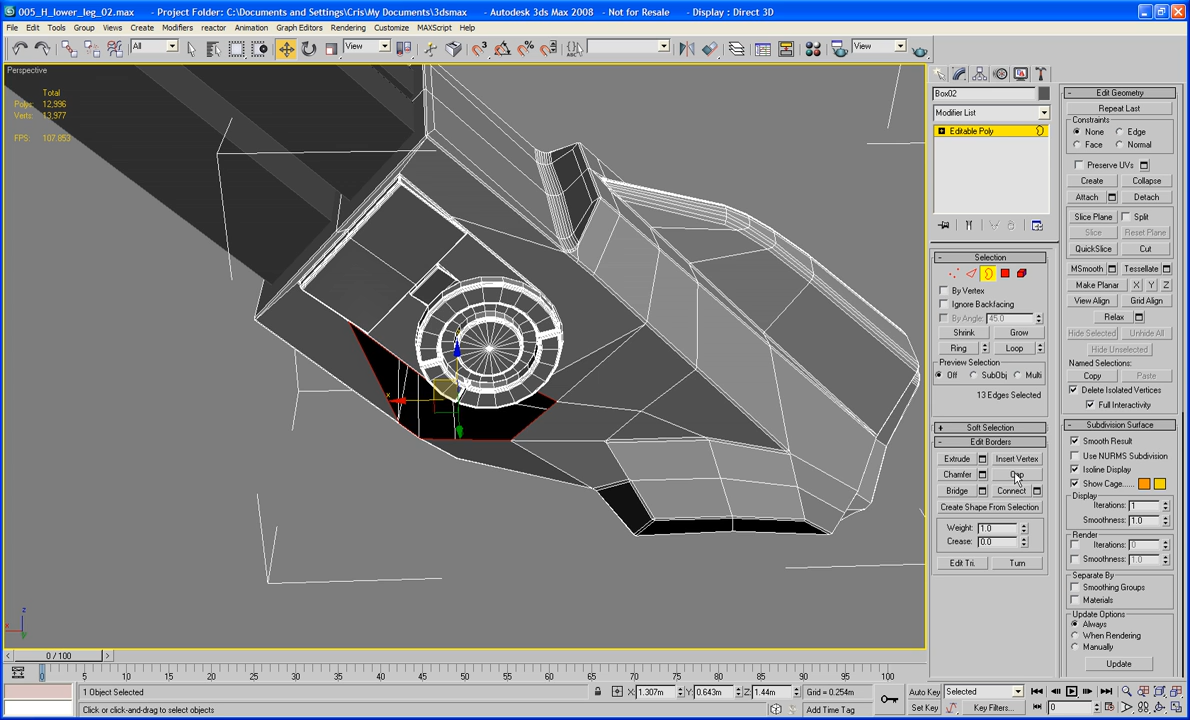 005_H_lower_leg_02.max - Project Folder: C:\Documents and Settings\Cris\My Documents\3dsmax - Autodesk 3ds Max 2008 - Not for Resale - Display : Direct 3D
File Edit Tools Group Views Create Modifiers reactor Animation Graph Editors Rendering Customize MAXScript Help
All View View
Perspective
Total
Polys: 12,996
Verts: 13,977
FPS: 107.853
Box02
Modifier List
Editable Poly
Selection
By Vertex
Ignore Backfacing
By Angle: 45.0
Shrink Grow
Ring Loop
Preview Selection
Off SubObj Multi
13 Edges Selected
Soft Selection
Edit Borders
Extrude Insert Vertex
Chamfer Cap
Bridge Connect
Create Shape From Selection
Weight: 1.0
Crease: 0.0
Edit Tri. Turn
Edit Geometry
Repeat Last
Constraints
None Edge
Face Normal
Preserve UVs
Create Collapse
Attach Detach
Slice Plane Split
Slice Reset Plane
QuickSlice Cut
MSmooth Tessellate
Make Planar X Y Z
View Align Grid Align
Relax
Hide Selected Unhide All
Hide Unselected
Named Selections:
Copy Paste
Delete Isolated Vertices
Full Interactivity
Subdivision Surface
Smooth Result
Use NURMS Subdivision
Isoline Display
Show Cage......
Display
Iterations: 1
Smoothness: 1.0
Render
Iterations: 0
Smoothness: 1.0
Separate By
Smoothing Groups
Materials
Update Options
Always
When Rendering
Manually
Update
x
z
x y
0 / 100
0 5 10 15 20 25 30 35 40 45 50 55 60 65 70 75 80 85 90 95 100
1 Object Selected X: 1.307m Y: 0.643m Z: 1.44m Grid = 0.254m Auto Key Selected
Click or click-and-drag to select objects Add Time Tag Set Key Key Filters... 0